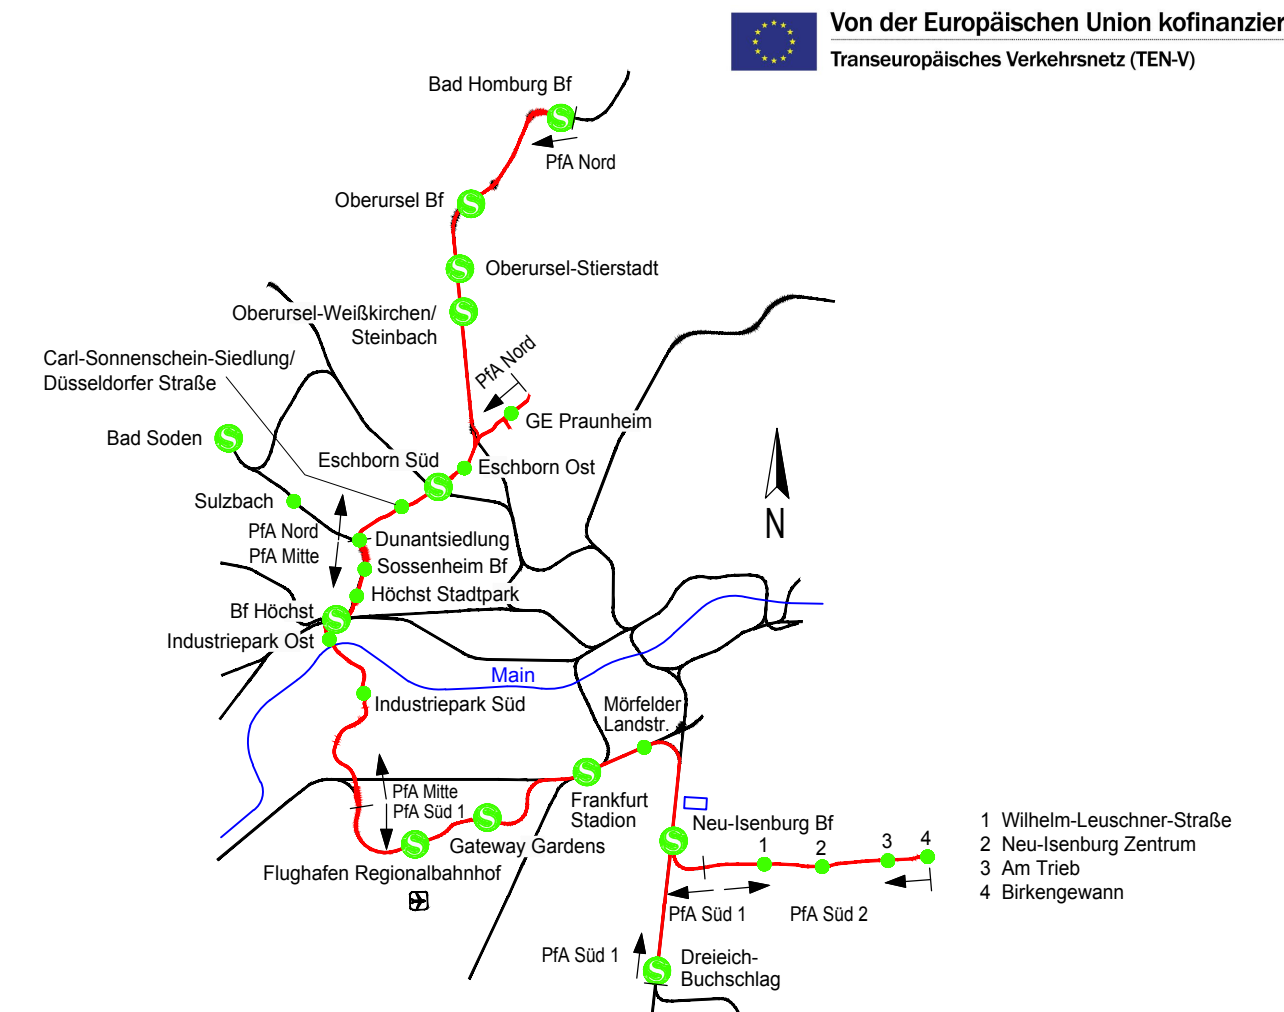 Von der Europäischen Union kofinanzier
Transeuropäisches Verkehrsnetz (TEN-V)
Bad Homburg Bf
PfA Nord
Oberursel Bf
Oberursel-Stierstadt
Oberursel-Weißkirchen/
Steinbach
Carl-Sonnenschein-Siedlung/
Düsseldorfer Straße
PfA Nord
GE Praunheim
Bad Soden
Eschborn Süd
Eschborn Ost
Sulzbach
PfA Nord
PfA Mitte
Dunantsiedlung
Sossenheim Bf
Höchst Stadtpark
Bf Höchst
Industriepark Ost
N
Main
Industriepark Süd
Mörfelder
Landstr.
PfA Mitte
PfA Süd 1
Frankfurt
Stadion
Gateway Gardens
Flughafen Regionalbahnhof
Neu-Isenburg Bf
1
2
3
4
PfA Süd 1
PfA Süd 2
PfA Süd 1
Dreieich-
Buchschlag
1 Wilhelm-Leuschner-Straße
2 Neu-Isenburg Zentrum
3 Am Trieb
4 Birkengewann